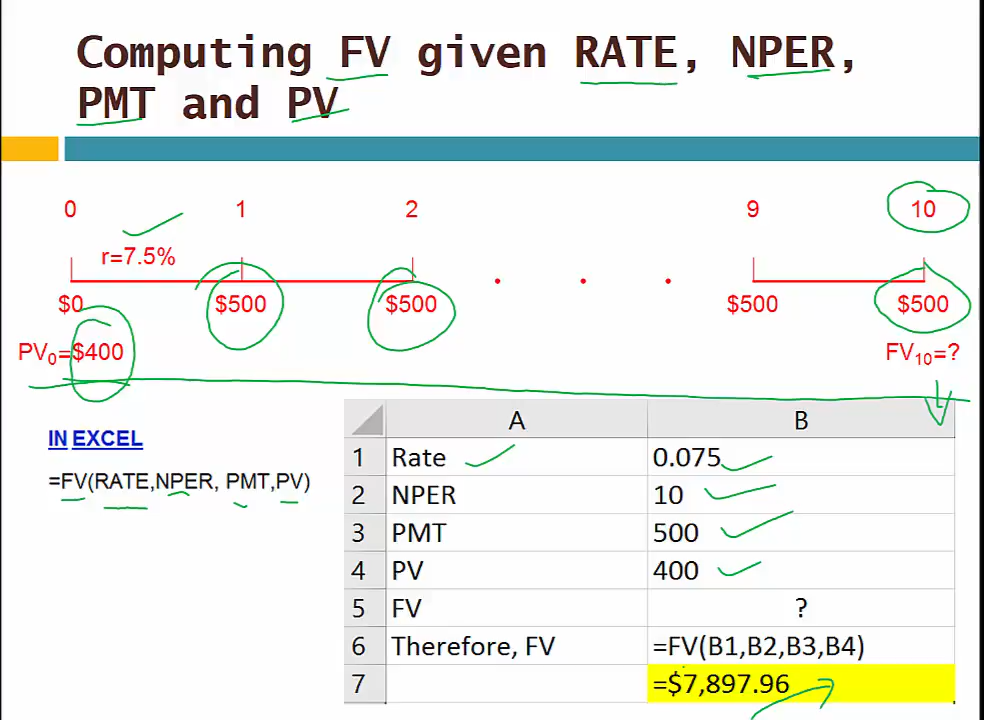 Computing FV given RATE, NPER,
PMT and PV
0 1 2 9 10
r=7.5%
$0 $500 $500 . . . $500 $500
PV0=$400 FV10=?
IN EXCEL
=FV(RATE,NPER, PMT,PV)
A B
1 Rate 0.075
2 NPER 10
3 PMT 500
4 PV 400
5 FV ?
6 Therefore, FV =FV(B1,B2,B3,B4)
7 =$7,897.96